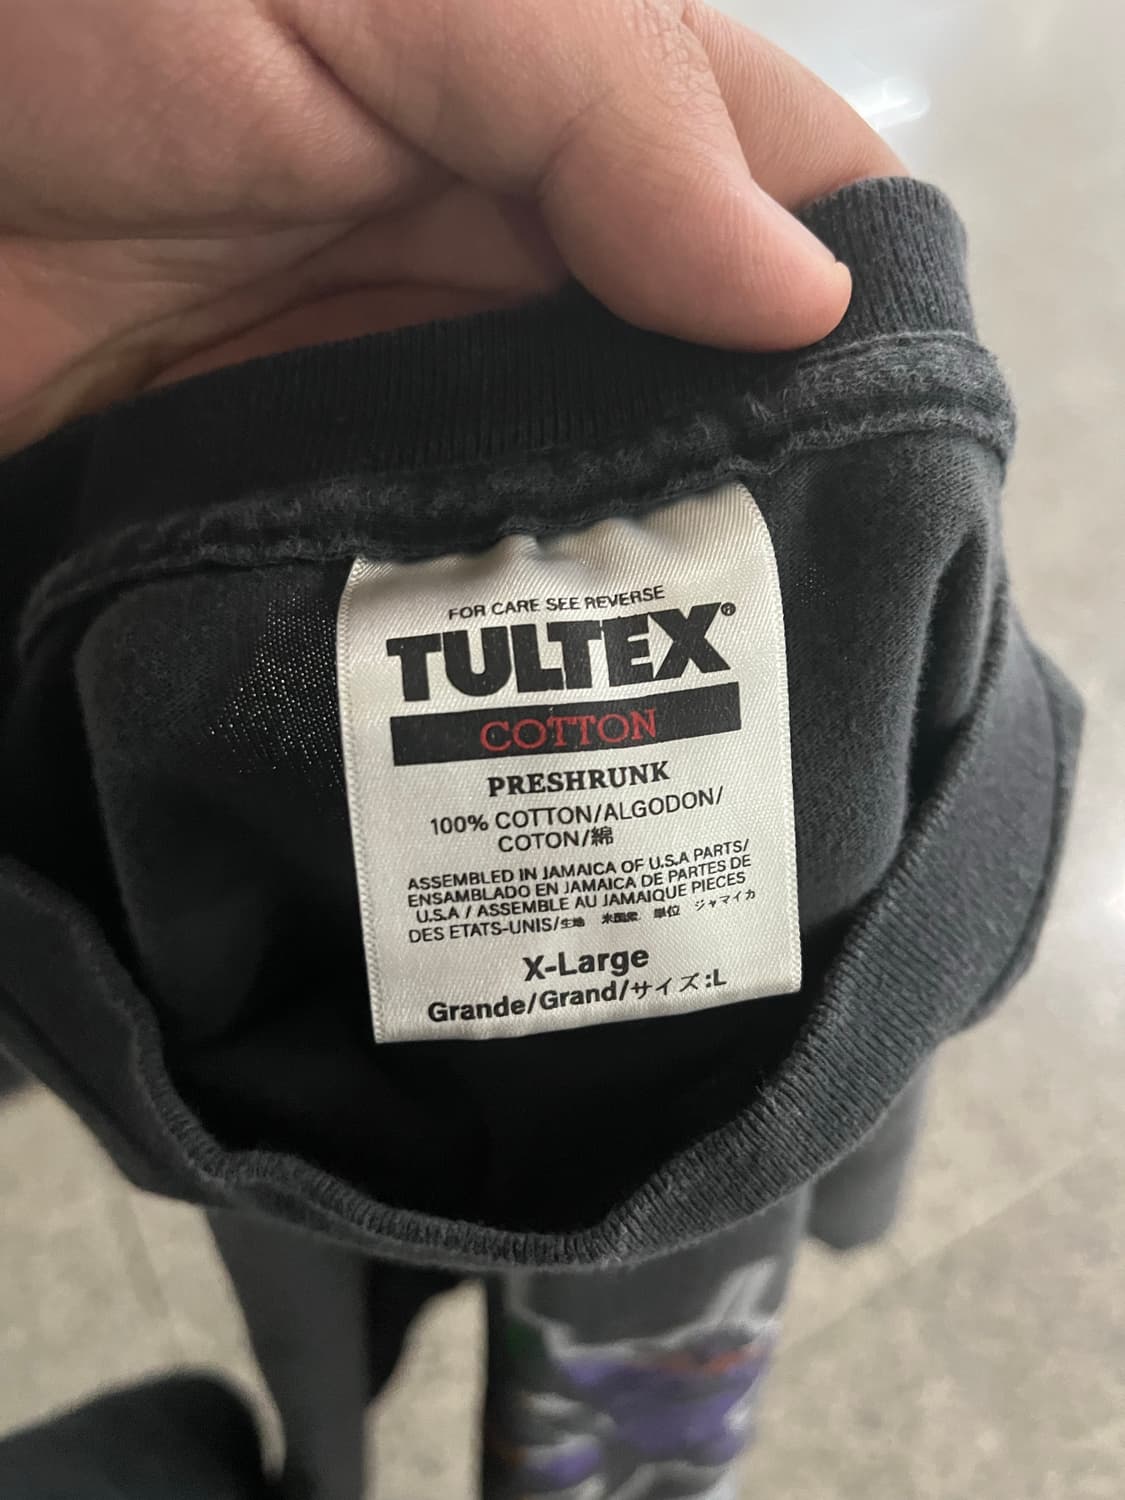 FOR CARE SEE REVERSE
TULTEX®
COTTON
PRESHRUNK
100% COTTON/ALGODON/
COTON/綿
ASSEMBLED IN JAMAICA OF U.S.A PARTS/
ENSAMBLADO EN JAMAICA DE PARTES DE
U.S.A / ASSEMBLE AU JAMAIQUE PIECES
DES ETATS-UNIS/生地 米国産 単位 ジャマイカ
X-Large
Grande/Grand/サイズ:L